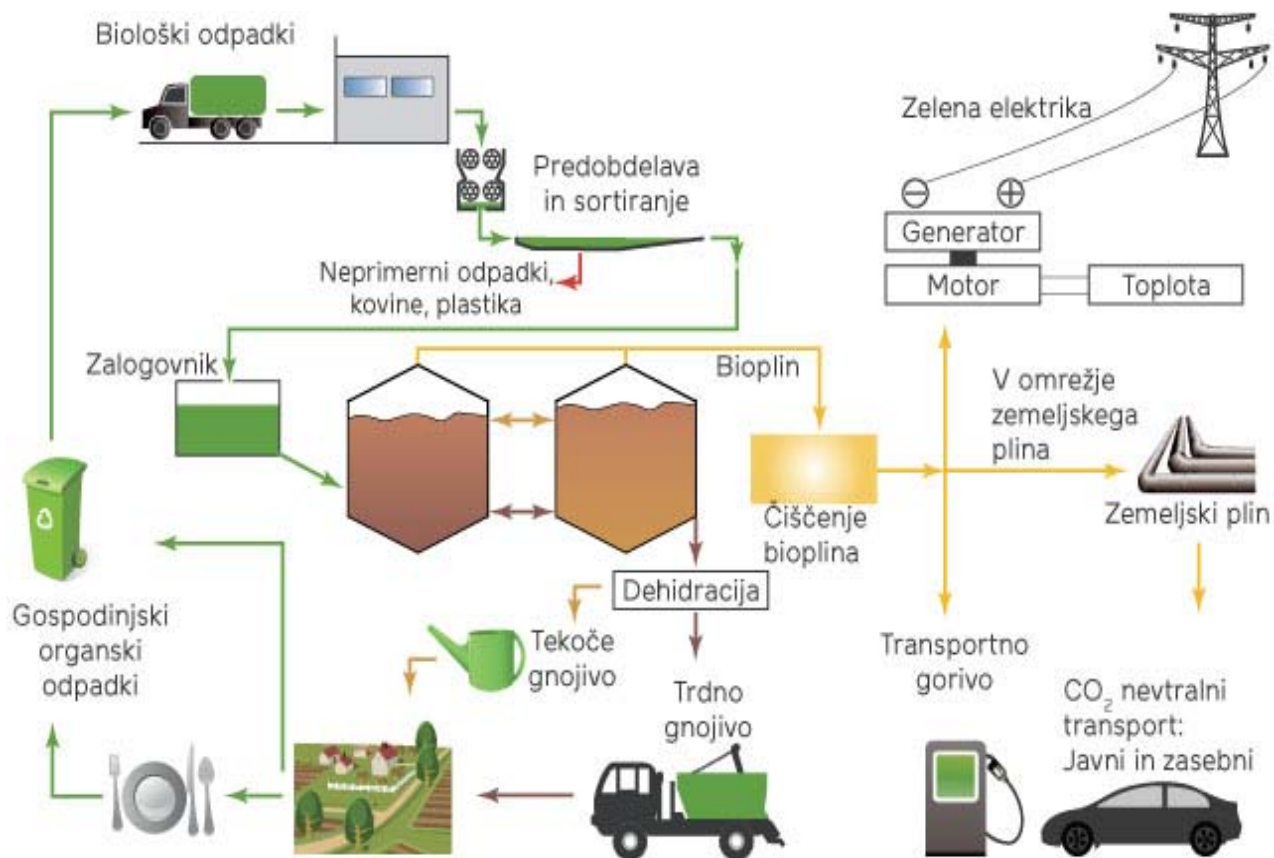 Biološki odpadki
Zelena elektrika
Predobdelava
in sortiranje
Generator
Motor
Toplota
Neprimerni odpadki,
kovine, plastika
Zalogovnik
Bioplin
V omrežje
zemeljskega
plina
Čiščenje
bioplina
Zemeljski plin
Dehidracija
Gospodinjski
organski
odpadki
Tekoče
gnojivo
Trdno
gnojivo
Transportno
gorivo
CO₂ nevtralni
transport:
Javni in zasebni